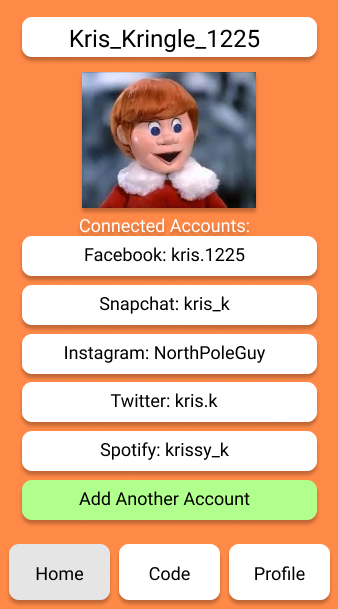 Kris_Kringle_1225
Connected Accounts:
Facebook: kris.1225
Snapchat: kris_k
Instagram: NorthPoleGuy
Twitter: kris.k
Spotify: krissy_k
Add Another Account
Home Code Profile